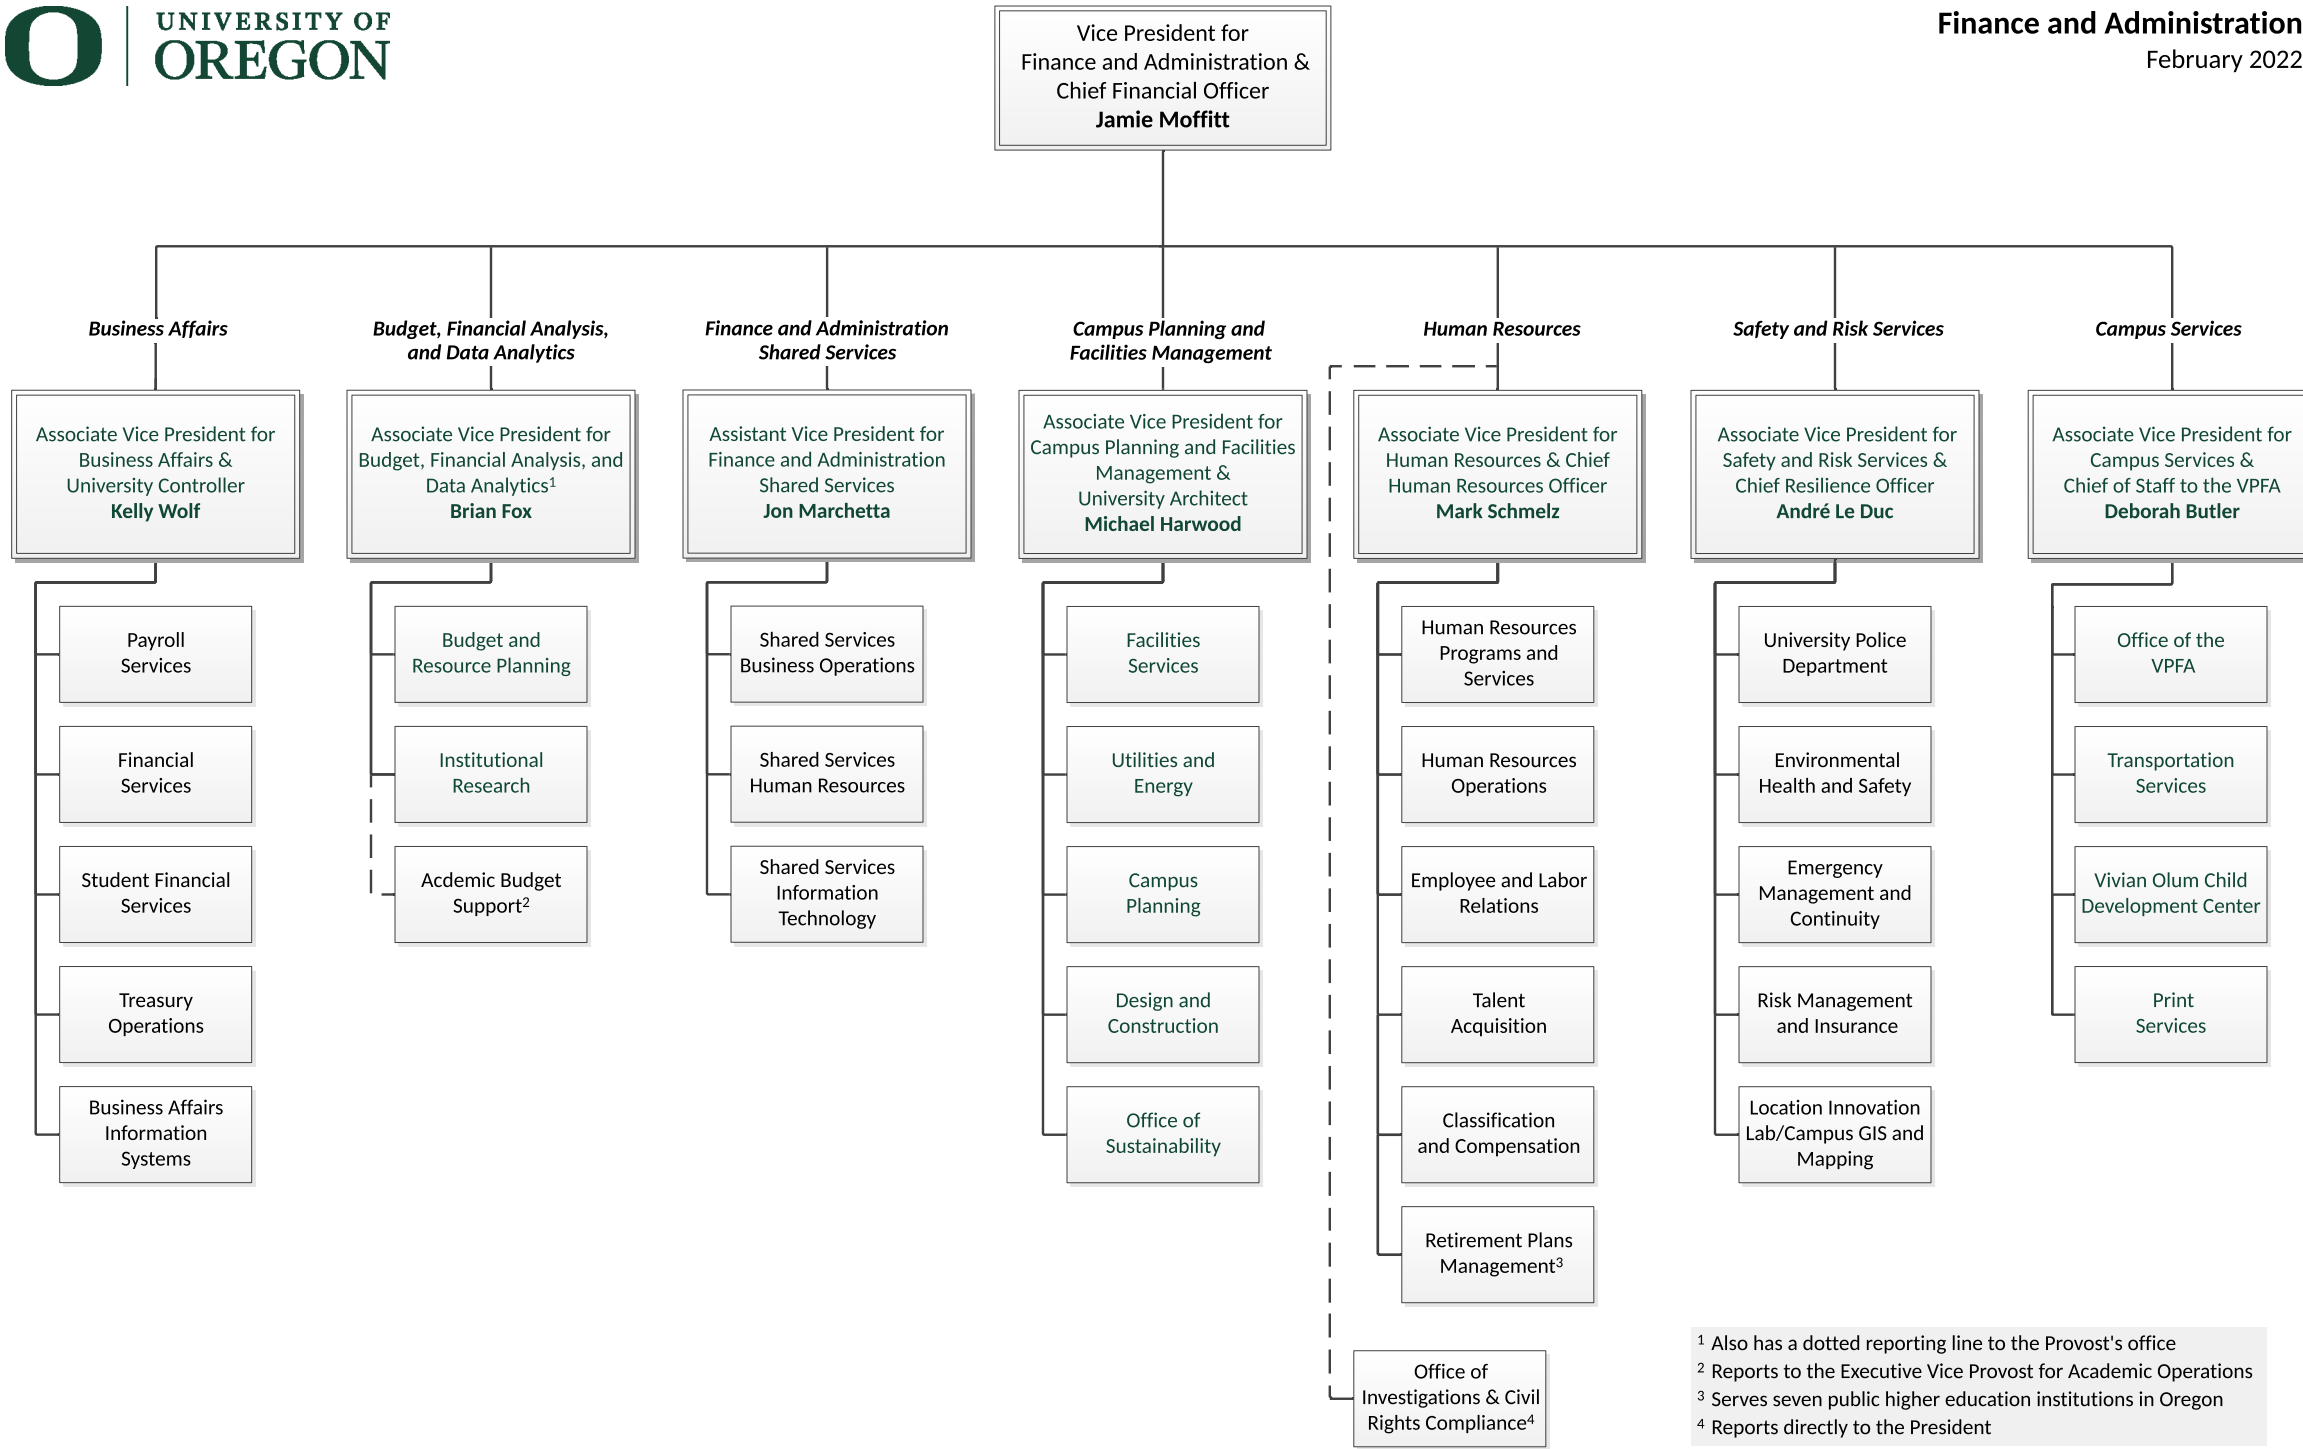 UNIVERSITY OF
OREGON
Vice President for
Finance and Administration &
Chief Financial Officer
Jamie Moffitt
Finance and Administration
February 2022
Business Affairs
Associate Vice President for
Business Affairs &
University Controller
Kelly Wolf
Payroll
Services
Financial
Services
Student Financial
Services
Treasury
Operations
Business Affairs
Information
Systems
Budget, Financial Analysis,
and Data Analytics
Associate Vice President for
Budget, Financial Analysis, and
Data Analytics¹
Brian Fox
Budget and
Resource Planning
Institutional
Research
Acdemic Budget
Support²
Finance and Administration
Shared Services
Assistant Vice President for
Finance and Administration
Shared Services
Jon Marchetta
Shared Services
Business Operations
Shared Services
Human Resources
Shared Services
Information
Technology
Campus Planning and
Facilities Management
Associate Vice President for
Campus Planning and Facilities
Management &
University Architect
Michael Harwood
Facilities
Services
Utilities and
Energy
Campus
Planning
Design and
Construction
Office of
Sustainability
Human Resources
Associate Vice President for
Human Resources & Chief
Human Resources Officer
Mark Schmelz
Human Resources
Programs and
Services
Human Resources
Operations
Employee and Labor
Relations
Talent
Acquisition
Classification
and Compensation
Retirement Plans
Management³
Office of
Investigations & Civil
Rights Compliance⁴
Safety and Risk Services
Associate Vice President for
Safety and Risk Services &
Chief Resilience Officer
André Le Duc
University Police
Department
Environmental
Health and Safety
Emergency
Management and
Continuity
Risk Management
and Insurance
Location Innovation
Lab/Campus GIS and
Mapping
Campus Services
Associate Vice President for
Campus Services &
Chief of Staff to the VPFA
Deborah Butler
Office of the
VPFA
Transportation
Services
Vivian Olum Child
Development Center
Print
Services
¹ Also has a dotted reporting line to the Provost's office
² Reports to the Executive Vice Provost for Academic Operations
³ Serves seven public higher education institutions in Oregon
⁴ Reports directly to the President